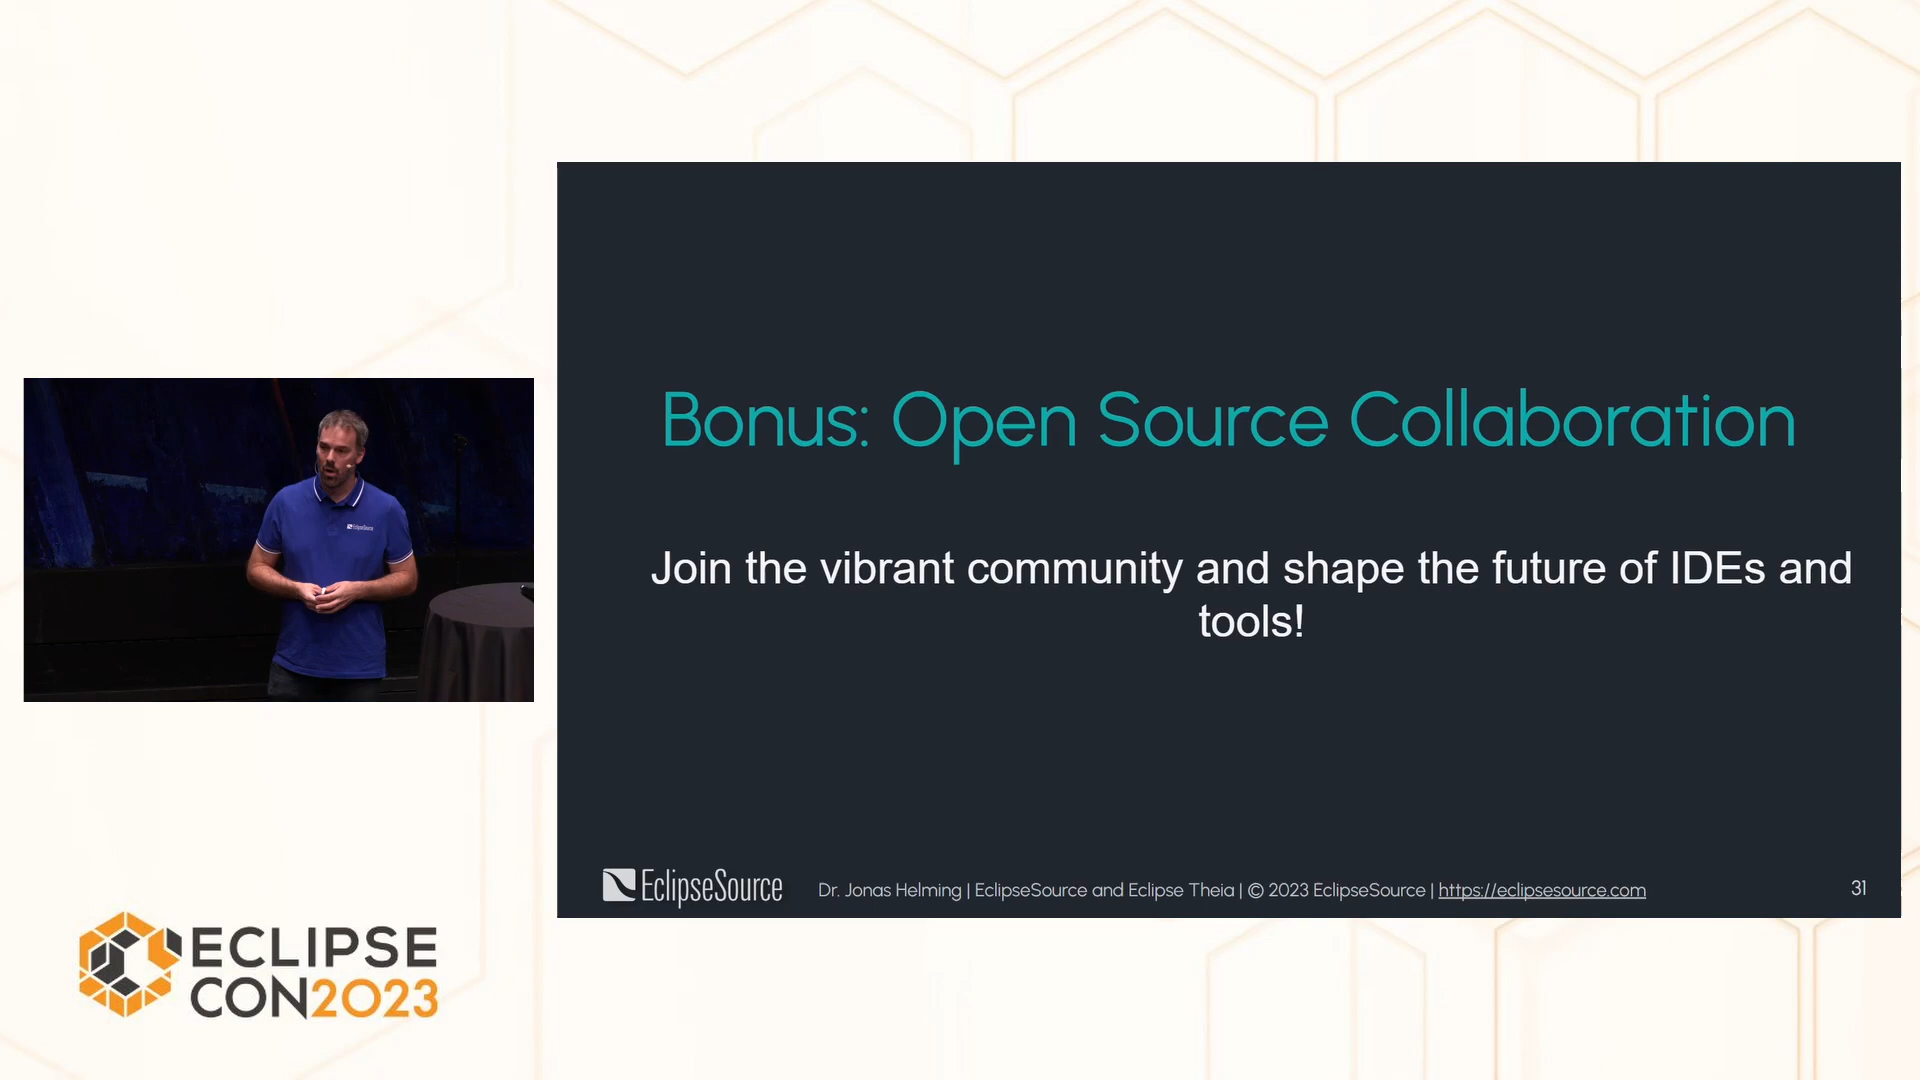 Bonus: Open Source Collaboration
Join the vibrant community and shape the future of IDEs and
tools!
EclipseSource
EclipseSource
Dr. Jonas Helming | EclipseSource and Eclipse Theia | © 2023 EclipseSource | https://eclipsesource.com
31
ECLIPSE
CON2023